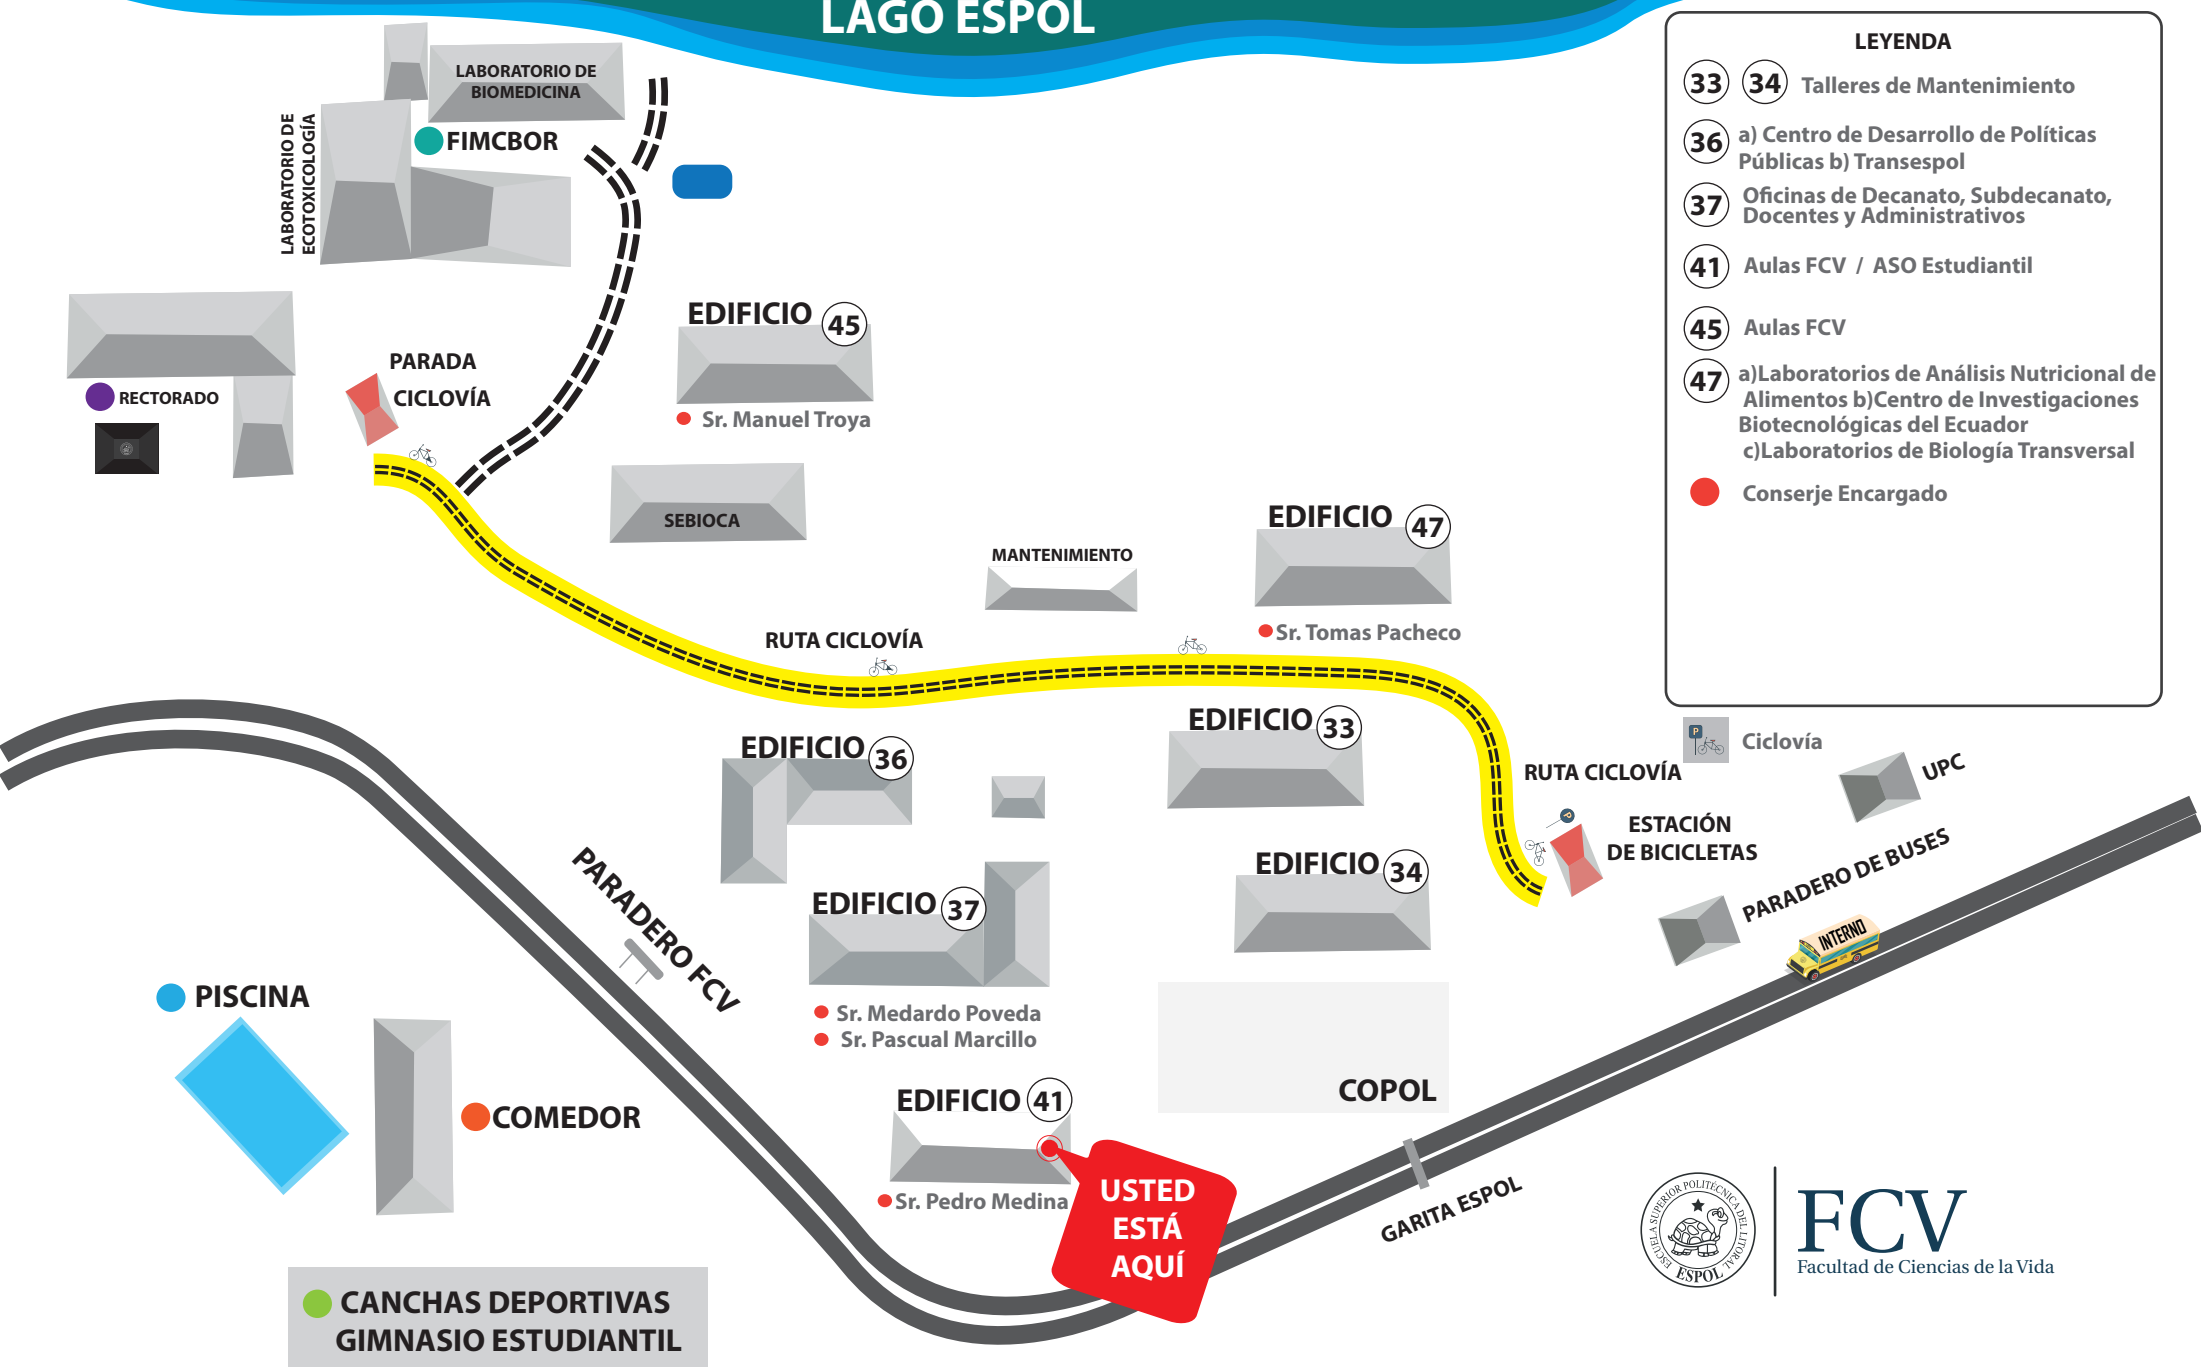 LAGO ESPOL
LABORATORIO DE
BIOMEDICINA
LABORATORIO DE
ECOTOXICOLOGÍA
FIMCBOR
RECTORADO
PARADA
CICLOVÍA
EDIFICIO 45
Sr. Manuel Troya
SEBIOCA
MANTENIMIENTO
EDIFICIO 47
Sr. Tomas Pacheco
RUTA CICLOVÍA
EDIFICIO 36
EDIFICIO 33
EDIFICIO 34
EDIFICIO 37
Sr. Medardo Poveda
Sr. Pascual Marcillo
PARADERO FCV
PISCINA
COMEDOR
EDIFICIO 41
Sr. Pedro Medina
USTED
ESTÁ
AQUÍ
COPOL
GARITA ESPOL
CANCHAS DEPORTIVAS
GIMNASIO ESTUDIANTIL
LEYENDA
33 34 Talleres de Mantenimiento
36 a) Centro de Desarrollo de Políticas
Públicas b) Transespol
37 Oficinas de Decanato, Subdecanato,
Docentes y Administrativos
41 Aulas FCV / ASO Estudiantil
45 Aulas FCV
47 a)Laboratorios de Análisis Nutricional de
Alimentos b)Centro de Investigaciones
Biotecnológicas del Ecuador
c)Laboratorios de Biología Transversal
Conserje Encargado
P
Ciclovía
RUTA CICLOVÍA
P
ESTACIÓN
DE BICICLETAS
UPC
PARADERO DE BUSES
INTERNO
ESCUELA SUPERIOR POLITÉCNICA DEL LITORAL
ESPOL
FCV
Facultad de Ciencias de la Vida